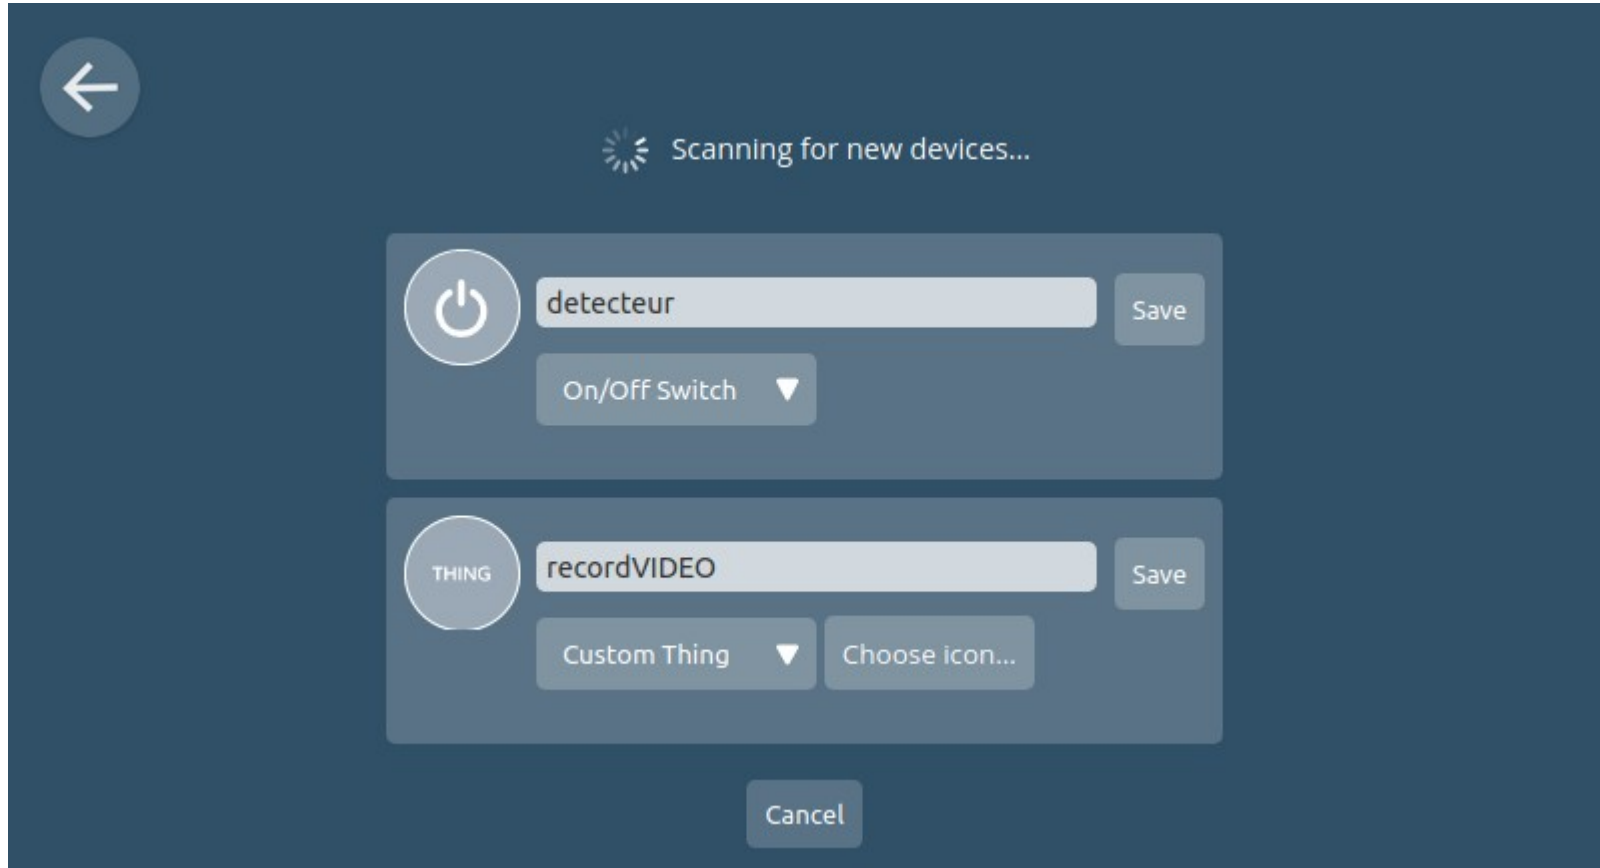 Scanning for new devices...
detecteur
Save
On/Off Switch
THING
recordVIDEO
Save
Custom Thing
Choose icon...
Cancel